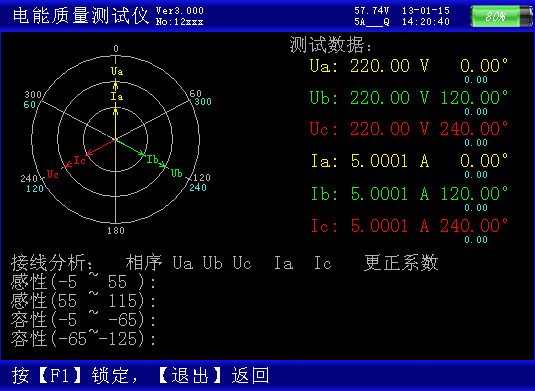 电能质量测试仪 Ver3.000 57.74V 13-01-15 80%
No:12xxx 5A___Q 14:20:40
测试数据:
0
Ua
Ia
300 60
60 300
Ic Ib
Uc Ub
240 120
120 240
180
Ua: 220.00 V 0.00°
0.00
Ub: 220.00 V 120.00°
0.00
Uc: 220.00 V 240.00°
0.00
Ia: 5.0001 A 0.00°
0.00
Ib: 5.0001 A 120.00°
0.00
Ic: 5.0001 A 240.00°
0.00
接线分析: 相序 Ua Ub Uc Ia Ic 更正系数
感性(-5 ~ 55 ):
感性(55 ~ 115):
容性(-5 ~ -65):
容性(-65~-125):
按【F1】锁定,【退出】返回